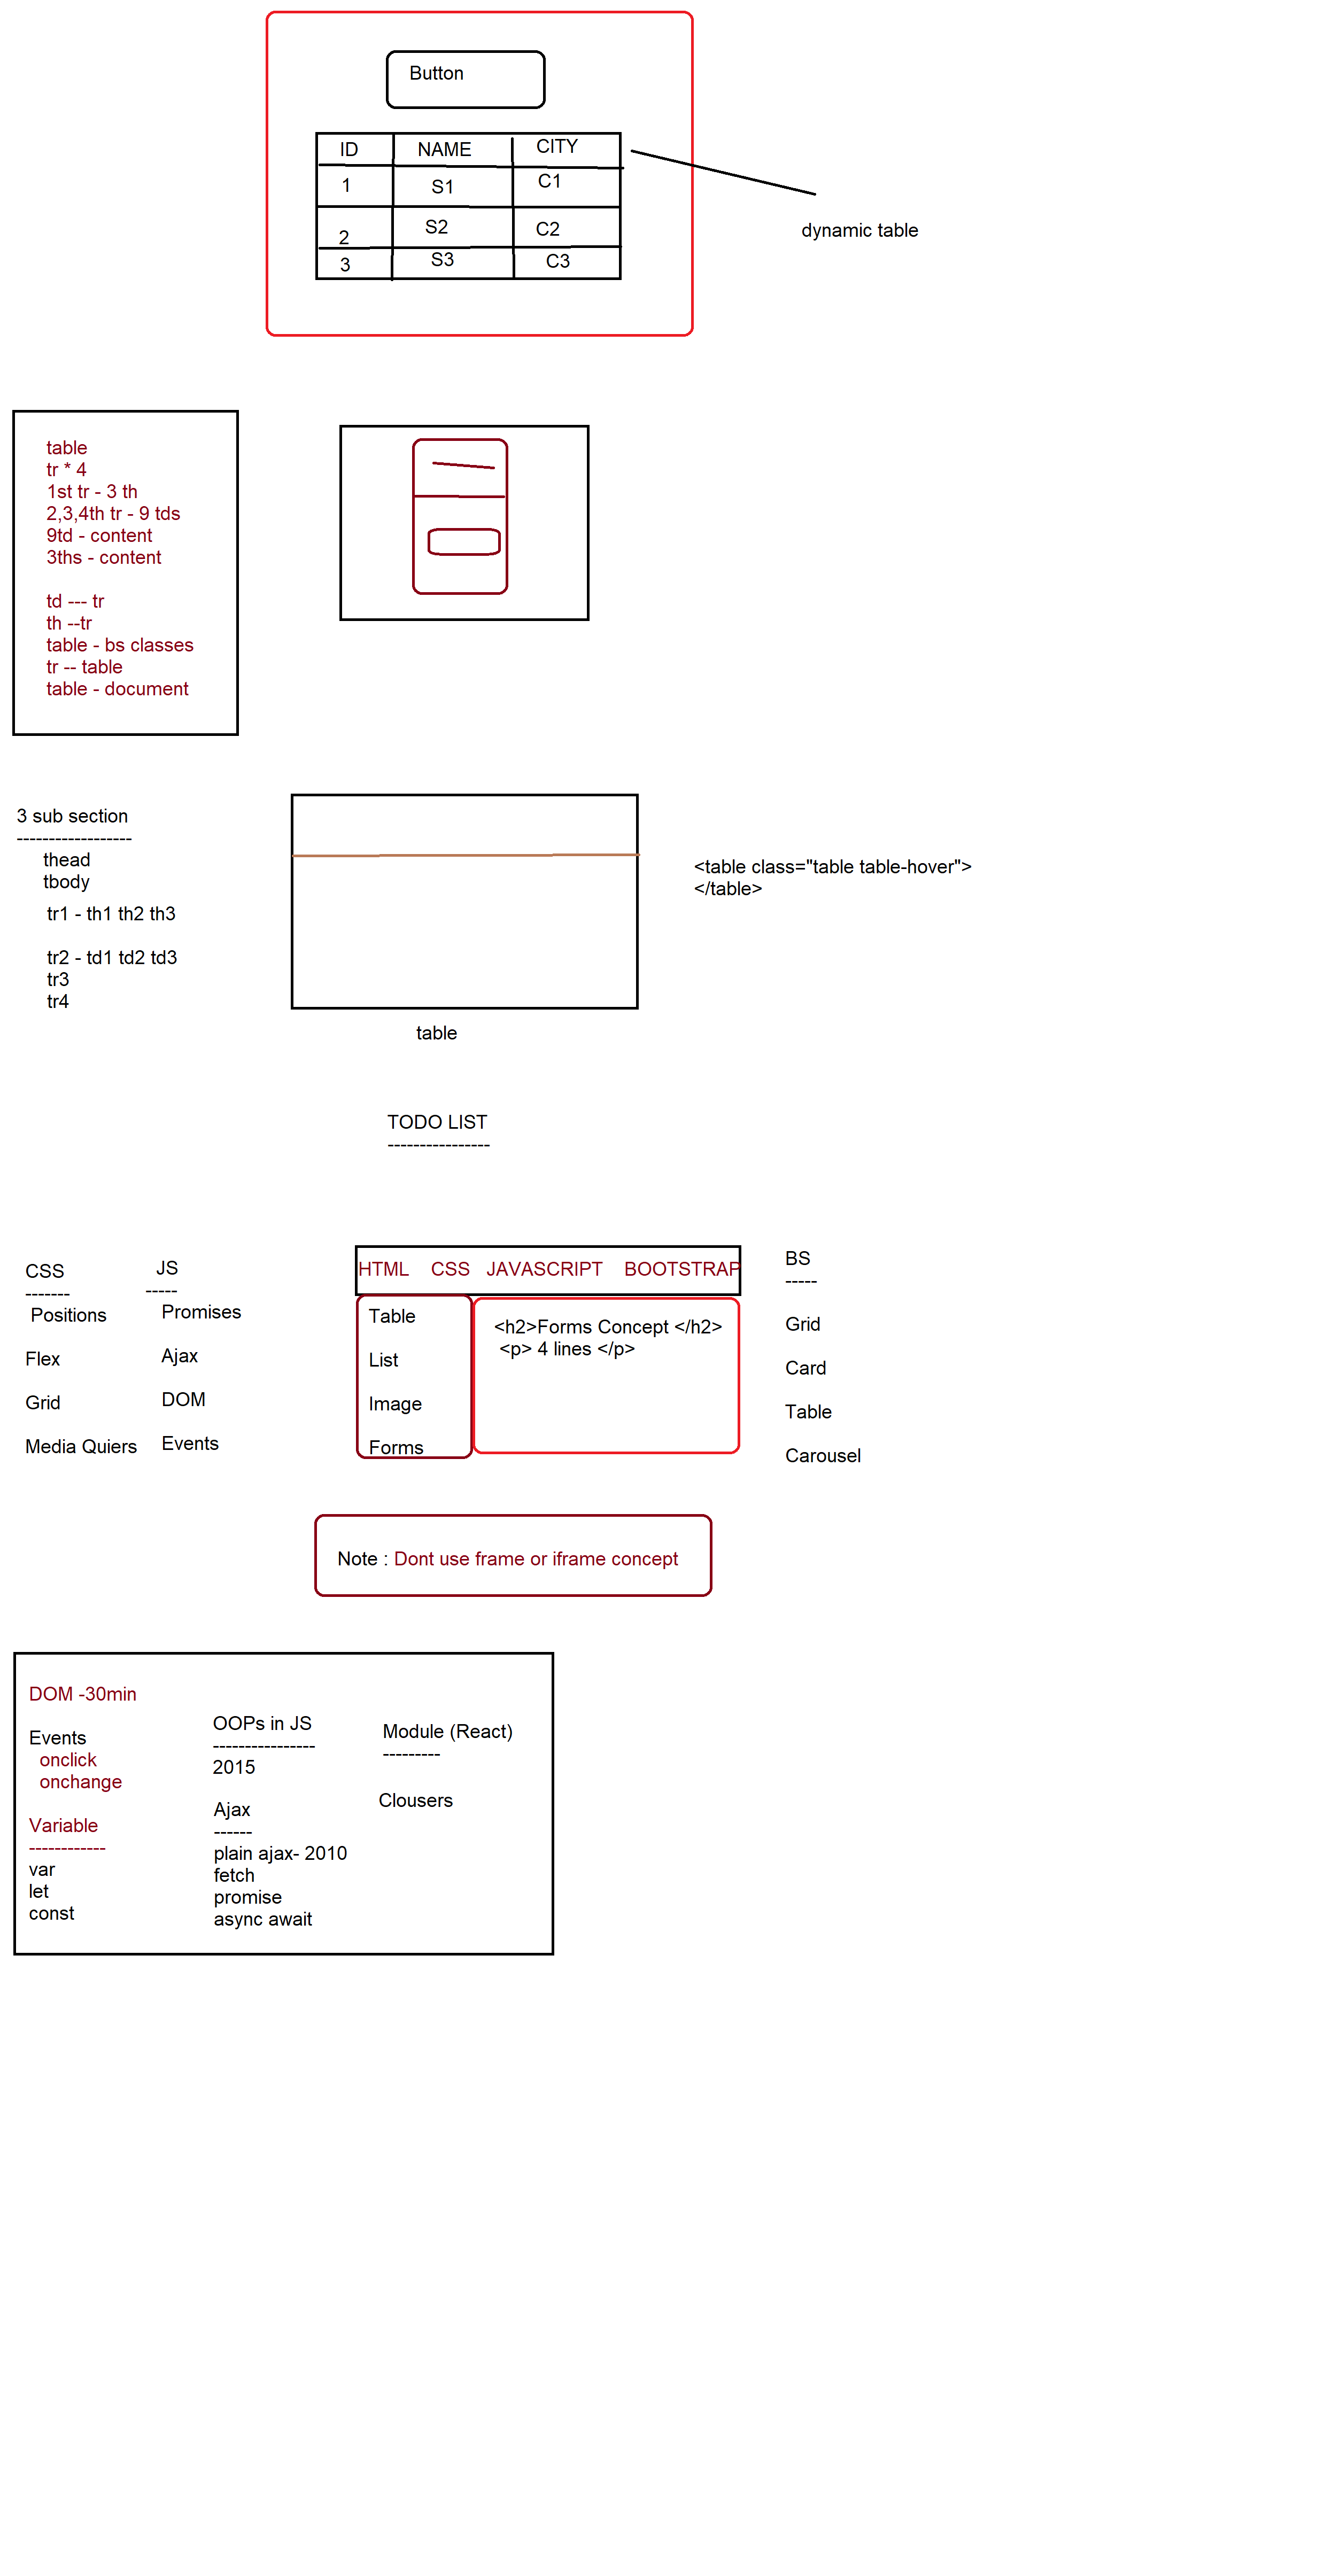 Button
ID NAME CITY
1 S1 C1
2 S2 C2
3 S3 C3
dynamic table
table
tr * 4
1st tr - 3 th
2,3,4th tr - 9 tds
9td - content
3ths - content
td --- tr
th --tr
table - bs classes
tr -- table
table - document
3 sub section
------------------
thead
tbody
tr1 - th1 th2 th3
tr2 - td1 td2 td3
tr3
tr4
table
<table class="table table-hover">
</table>
TODO LIST
----------------
CSS
-------
Positions
Flex
Grid
Media Quiers
JS
-----
Promises
Ajax
DOM
Events
HTML CSS JAVASCRIPT BOOTSTRAP
Table
List
Image
Forms
<h2>Forms Concept </h2>
<p> 4 lines </p>
BS
-----
Grid
Card
Table
Carousel
Note : Dont use frame or iframe concept
DOM -30min
Events
onclick
onchange
Variable
------------
var
let
const
OOPs in JS
----------------
2015
Ajax
------
plain ajax- 2010
fetch
promise
async await
Module (React)
---------
Clousers